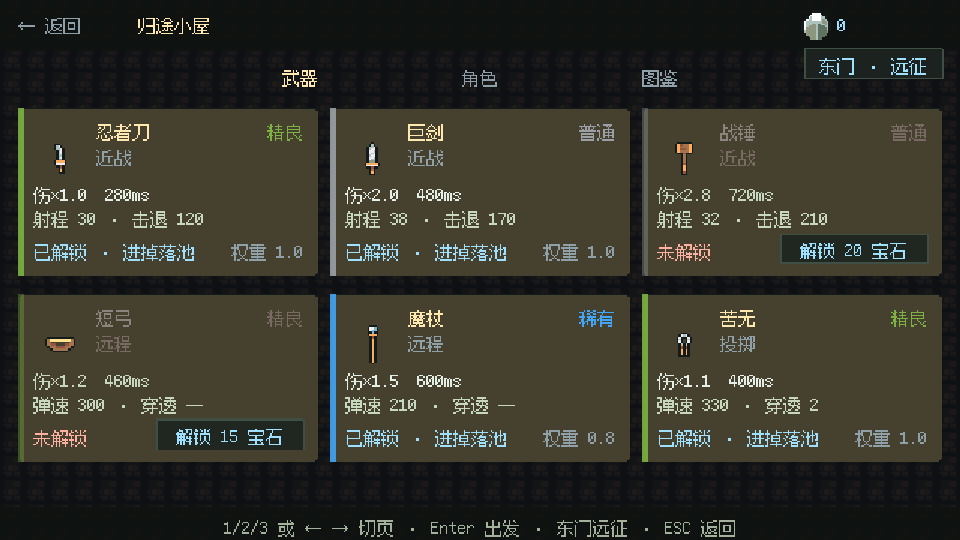 ← 返回 归途小屋 0
东门 · 远征
武器 角色 图鉴
忍者刀 精良
近战
伤×1.0 280ms
射程 30 · 击退 120
已解锁 · 进掉落池 权重 1.0
巨剑 普通
近战
伤×2.0 480ms
射程 38 · 击退 170
已解锁 · 进掉落池 权重 1.0
战锤 普通
近战
伤×2.8 720ms
射程 32 · 击退 210
未解锁 解锁 20 宝石
短弓 精良
远程
伤×1.2 460ms
弹速 300 · 穿透 —
未解锁 解锁 15 宝石
魔杖 稀有
远程
伤×1.5 600ms
弹速 210 · 穿透 —
已解锁 · 进掉落池 权重 0.8
苦无 精良
投掷
伤×1.1 400ms
弹速 330 · 穿透 2
已解锁 · 进掉落池 权重 1.0
1/2/3 或 ← → 切页 · Enter 出发 · 东门远征 · ESC 返回